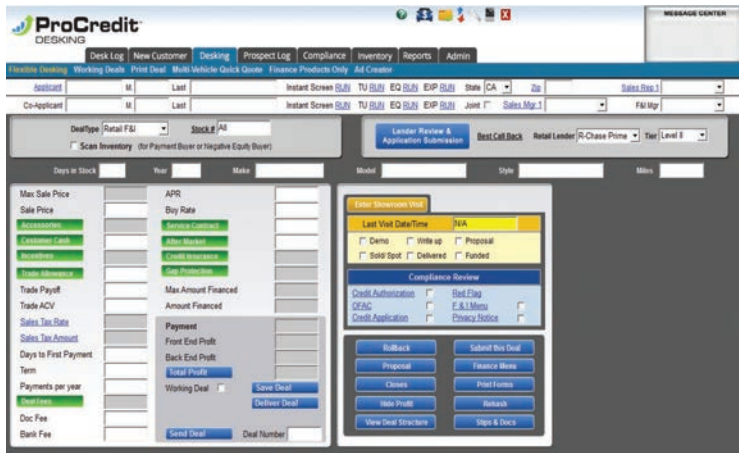 ProCredit
DESKING
MESSAGE CENTER
Desk Log New Customer Desking Prospect Log Compliance Inventory Reports Admin
Flexible Desking Working Deals Print Deal Multi-Vehicle Quick Quote Finance Products Only Ad Creator
Applicant M. Last Instant Screen RUN TU RUN EQ RUN EXP RUN State CA Zip Sales Rep 1
Co-Applicant M. Last Instant Screen RUN TU RUN EQ RUN EXP RUN Joint Sales Mgr. 1 F&I Mgr
DealType Retail F&I Stock # All
Scan Inventory (for Payment Buyer or Negative Equity Buyer)
Lender Review &
Application Submission
Best Call Back Retail Lender R-Chase Prime Tier Level 8
Days in Stock Year Make Model Style Miles
Max Sale Price
Sale Price
Accessories
Customer Cash
Incentives
Trade Allowance
Trade Payoff
Trade ACV
Sales Tax Rate
Sales Tax Amount
Days to First Payment
Term
Payments per year
Deal Fees
Doc Fee
Bank Fee
APR
Buy Rate
Service Contract
After Market
Credit Insurance
Gap Protection
Max Amount Financed
Amount Financed
Payment
Front End Profit
Back End Profit
Total Profit
Working Deal Save Deal
Deliver Deal
Send Deal Deal Number
Enter Showroom Visit
Last Visit Date/Time N/A
Demo Write up Proposal
Sold/Spot Delivered Funded
Compliance Review
Credit Authorization Red Flag
OFAC F & I Menu
Credit Application Privacy Notice
Rollback Submit this Deal
Proposal Finance Menu
Closes Print Forms
Hide Profit Rehash
View Deal Structure Stips & Docs